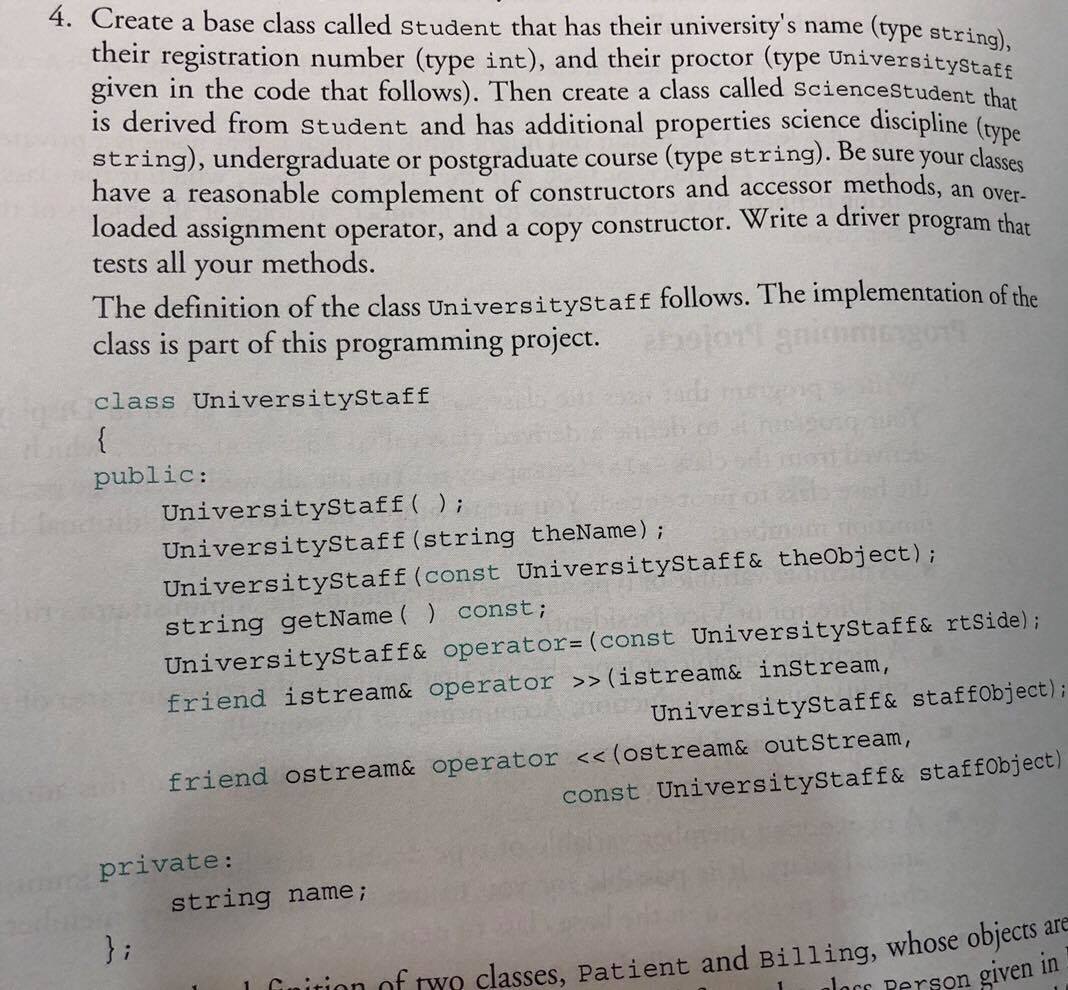 4. Create a base class called Student that has their university's name (type string),
their registration number (type int), and their proctor (type UniversityStaff
given in the code that follows). Then create a class called ScienceStudent that
is derived from Student and has additional properties science discipline (type
string), undergraduate or postgraduate course (type string). Be sure your classes
have a reasonable complement of constructors and accessor methods, an over-
loaded assignment operator, and a copy constructor. Write a driver program that
tests all your methods.
The definition of the class UniversityStaff follows. The implementation of the
class is part of this programming project.
class UniversityStaff
{
public:
UniversityStaff( );
UniversityStaff(string theName);
UniversityStaff(const UniversityStaff& theObject);
string getName( ) const;
UniversityStaff& operator=(const UniversityStaff& rtSide);
friend istream& operator >>(istream& inStream,
UniversityStaff& staffObject);
friend ostream& operator <<(ostream& outStream,
const UniversityStaff& staffObject)
private:
string name;
};
of two classes, Patient and Billing, whose objects are
class Person given in